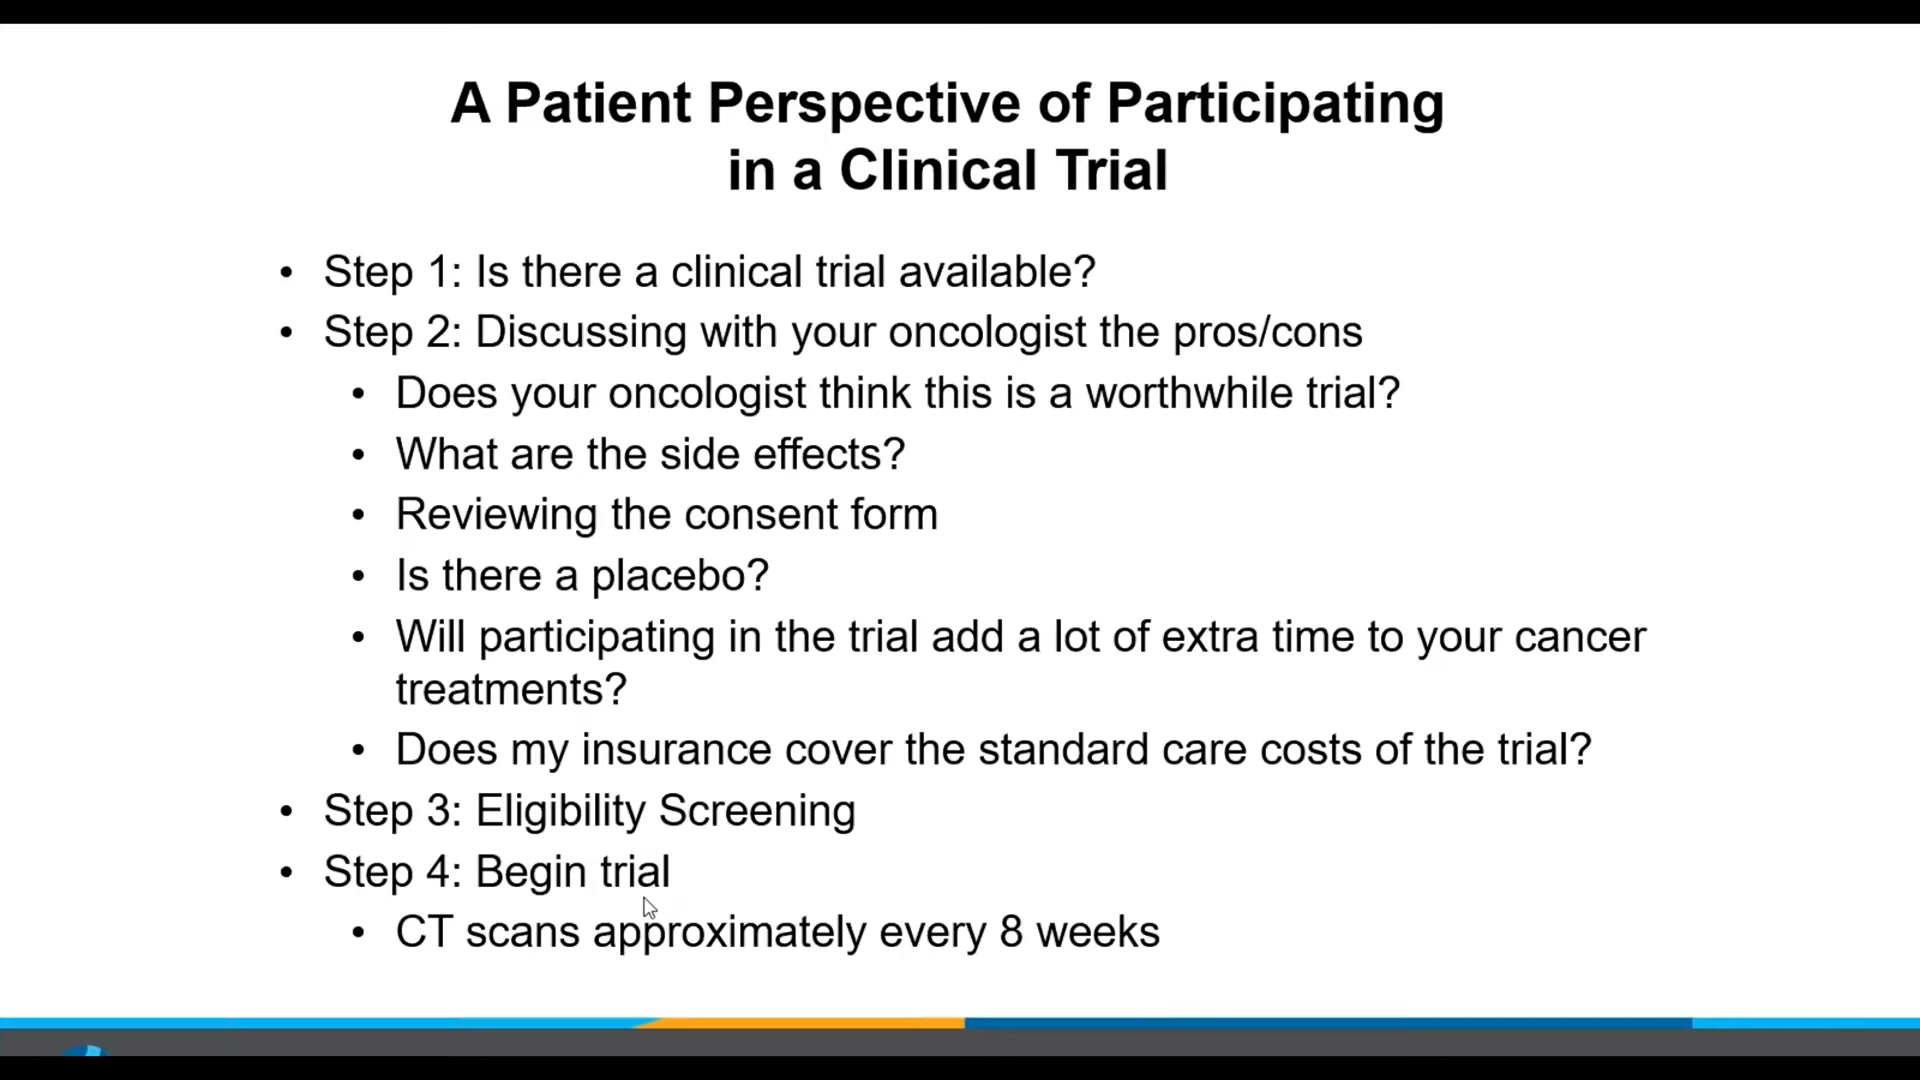 A Patient Perspective of Participating
in a Clinical Trial
• Step 1: Is there a clinical trial available?
• Step 2: Discussing with your oncologist the pros/cons
• Does your oncologist think this is a worthwhile trial?
• What are the side effects?
• Reviewing the consent form
• Is there a placebo?
• Will participating in the trial add a lot of extra time to your cancer
treatments?
• Does my insurance cover the standard care costs of the trial?
• Step 3: Eligibility Screening
• Step 4: Begin trial
• CT scans approximately every 8 weeks